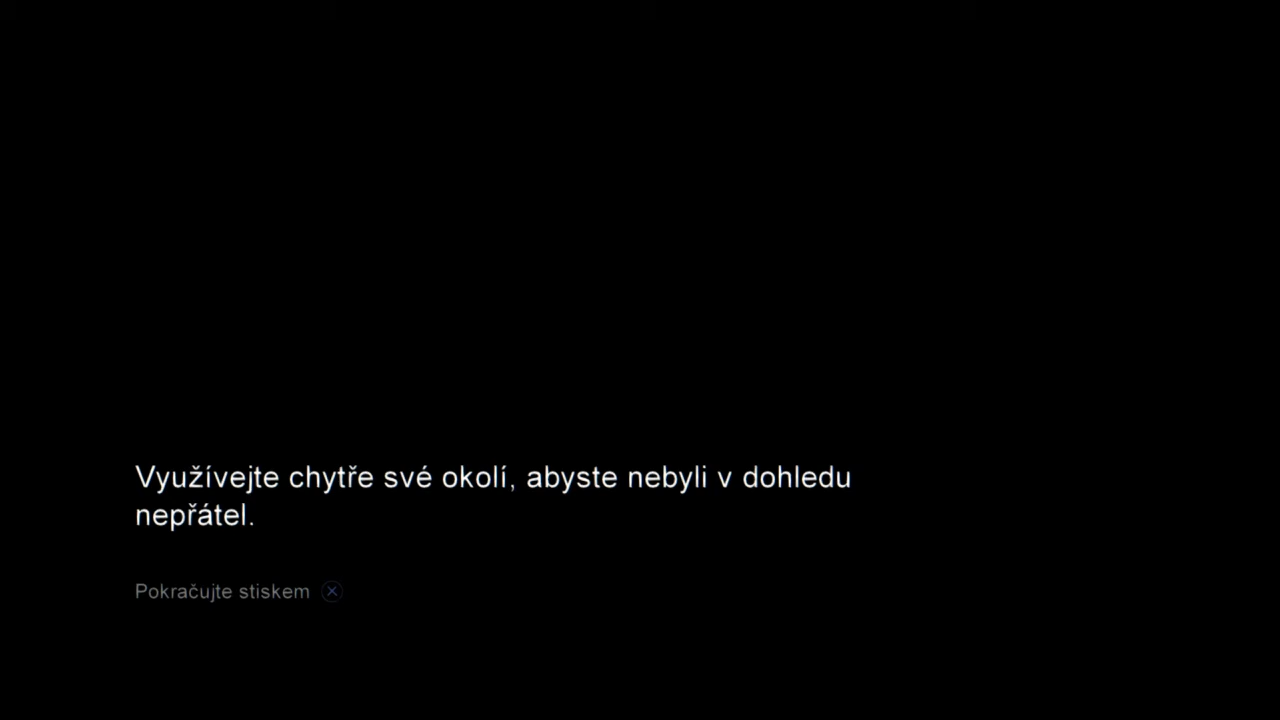 Využívejte chytře své okolí, abyste nebyli v dohledu
nepřátel.
Pokračujte stiskem